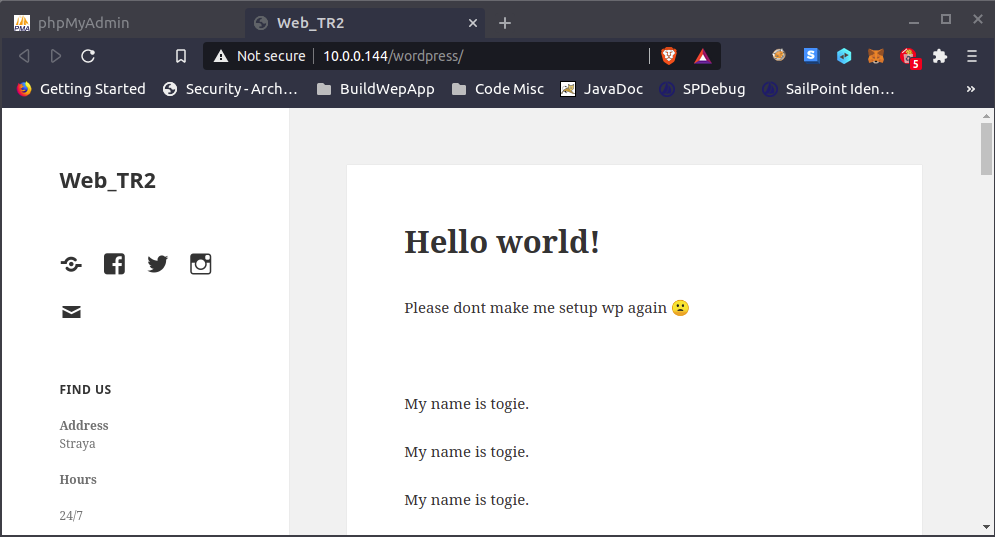 phpMyAdmin
Web_TR2
Not secure 10.0.0.144/wordpress/
5
Getting Started Security - Arch… BuildWepApp Code Misc JavaDoc SPDebug SailPoint Iden… »
Web_TR2
FIND US
Address
Straya
Hours
24/7
Hello world!
Please dont make me setup wp again 🙁
My name is togie.
My name is togie.
My name is togie.